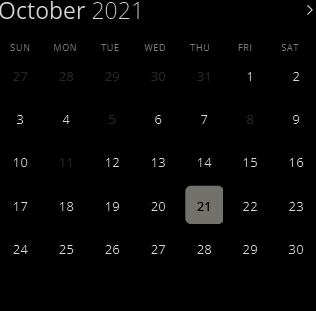 October 2021
SUN MON TUE WED THU FRI SAT
27 28 29 30 31 1 2
3 4 5 6 7 8 9
10 11 12 13 14 15 16
17 18 19 20 21 22 23
24 25 26 27 28 29 30